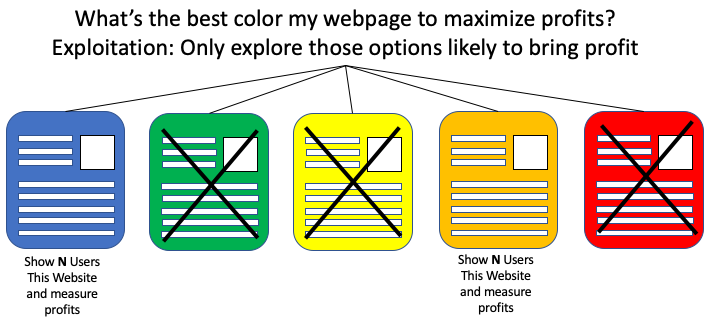 What's the best color my webpage to maximize profits?
Exploitation: Only explore those options likely to bring profit
Show N Users
This Website
and measure
profits
Show N Users
This Website
and measure
profits